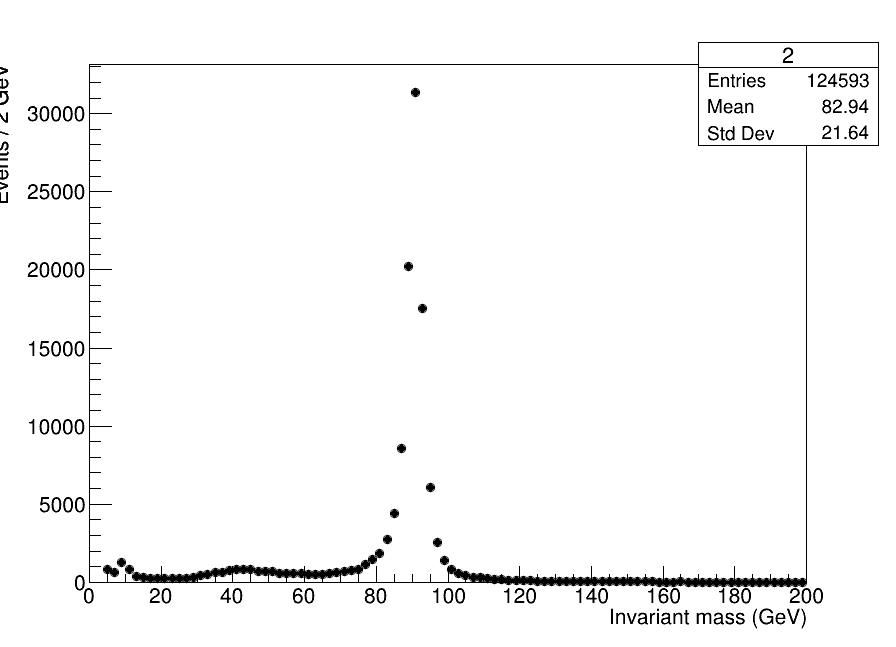 2
Entries 124593
Mean 82.94
Std Dev 21.64
Events / 2 GeV
30000
25000
20000
15000
10000
5000
0
0 20 40 60 80 100 120 140 160 180 200
Invariant mass (GeV)